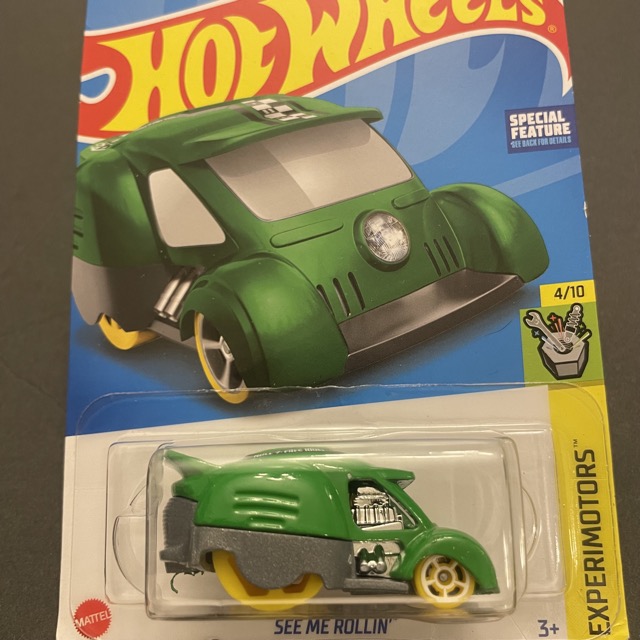 HOT WHEELS®
SPECIAL
FEATURE
SEE BACK FOR DETAILS
4/10
EXPERIMOTORS™
MATTEL
SEE ME ROLLIN'
3+